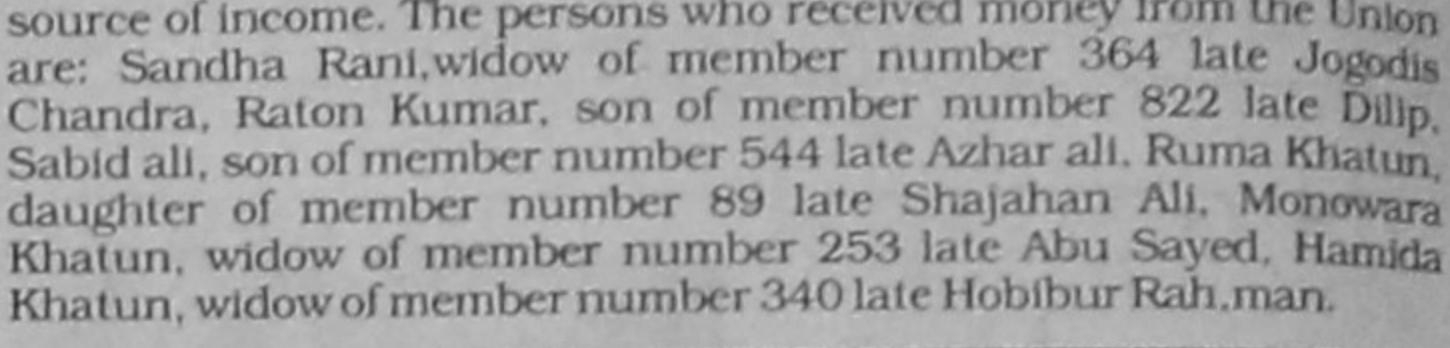 source of income. The persons who received money from the Union
are: Sandha Rani,widow of member number 364 late Jogodis
Chandra, Raton Kumar, son of member number 822 late Dilip,
Sabid ali, son of member number 544 late Azhar ali, Ruma Khatun,
daughter of member number 89 late Shajahan Ali, Monowara
Khatun, widow of member number 253 late Abu Sayed, Hamida
Khatun, widow of member number 340 late Hobibur Rah.man.